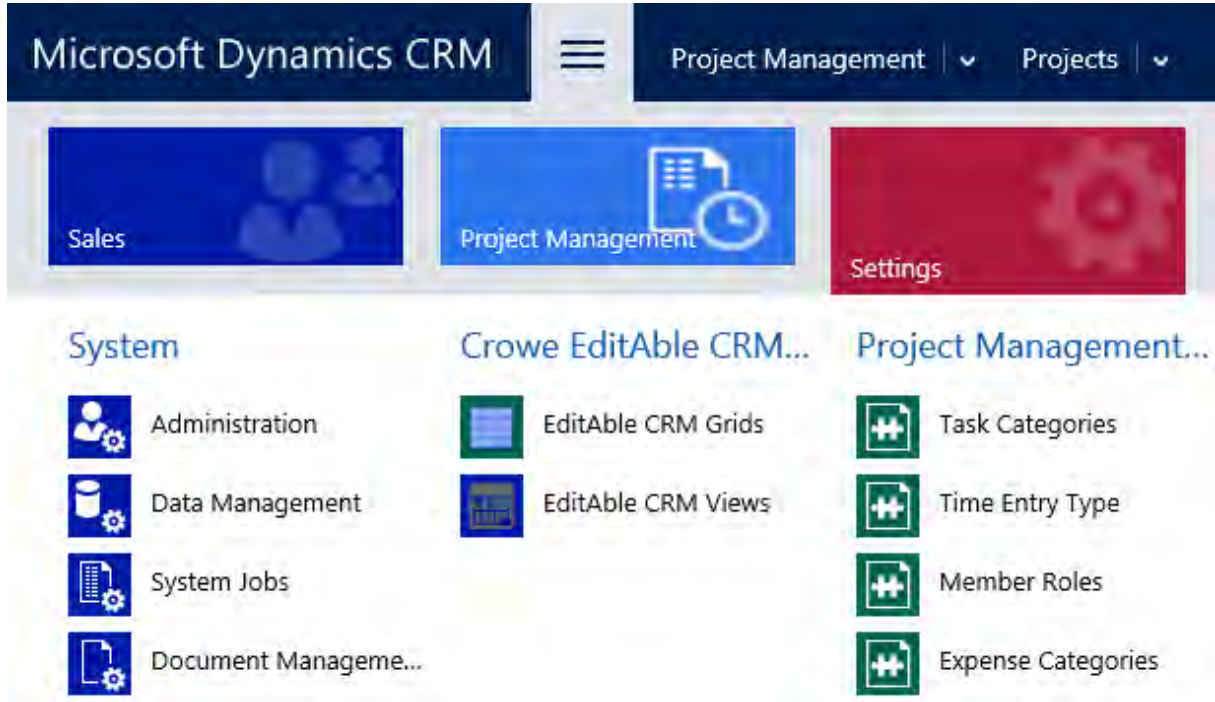 Microsoft Dynamics CRM
Project Management
Projects
Sales
Project Management
Settings
System
Crowe EditAble CRM...
Project Management...
Administration
EditAble CRM Grids
Task Categories
Data Management
EditAble CRM Views
Time Entry Type
System Jobs
Member Roles
Document Manageme...
Expense Categories